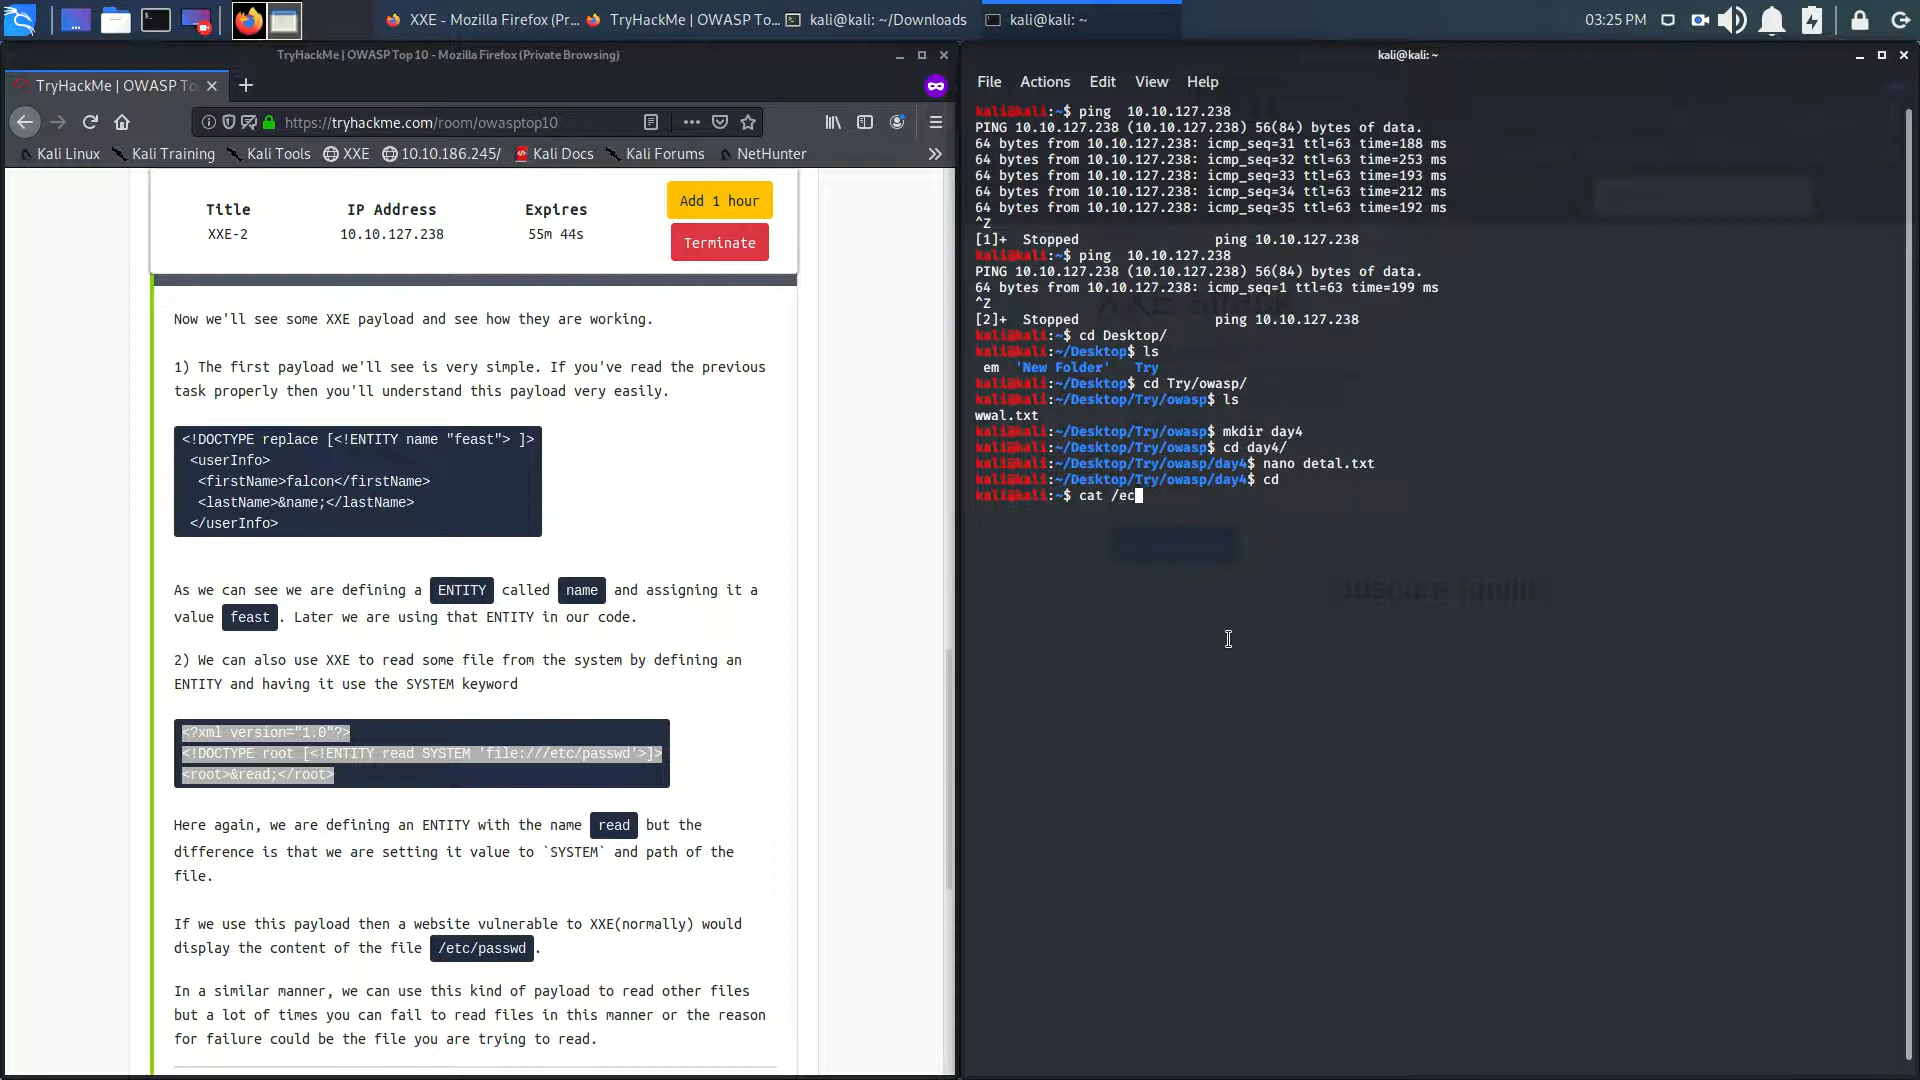 XXE - Mozilla Firefox (Pr...
TryHackMe | OWASP To...
kali@kali: ~/Downloads
kali@kali: ~
03:25 PM
TryHackMe | OWASP Top 10 - Mozilla Firefox (Private Browsing)
TryHackMe | OWASP To
https://tryhackme.com/room/owasptop10
Kali Linux
Kali Training
Kali Tools
XXE
10.10.186.245/
Kali Docs
Kali Forums
NetHunter
Title
IP Address
Expires
Add 1 hour
XXE-2
10.10.127.238
55m 44s
Terminate
Now we'll see some XXE payload and see how they are working.
1) The first payload we'll see is very simple. If you've read the previous
task properly then you'll understand this payload very easily.
<!DOCTYPE replace [<!ENTITY name "feast"> ]>
<userInfo>
<firstName>falcon</firstName>
<lastName>&name;</lastName>
</userInfo>
As we can see we are defining a ENTITY called name and assigning it a
value feast . Later we are using that ENTITY in our code.
2) We can also use XXE to read some file from the system by defining an
ENTITY and having it use the SYSTEM keyword
<?xml version="1.0"?>
<!DOCTYPE root [<!ENTITY read SYSTEM 'file:///etc/passwd'>]>
<root>&read;</root>
Here again, we are defining an ENTITY with the name read but the
difference is that we are setting it value to `SYSTEM` and path of the
file.
If we use this payload then a website vulnerable to XXE(normally) would
display the content of the file /etc/passwd .
In a similar manner, we can use this kind of payload to read other files
but a lot of times you can fail to read files in this manner or the reason
for failure could be the file you are trying to read.
kali@kali: ~
File Actions Edit View Help
kali@kali:~$ ping  10.10.127.238
PING 10.10.127.238 (10.10.127.238) 56(84) bytes of data.
64 bytes from 10.10.127.238: icmp_seq=31 ttl=63 time=188 ms
64 bytes from 10.10.127.238: icmp_seq=32 ttl=63 time=253 ms
64 bytes from 10.10.127.238: icmp_seq=33 ttl=63 time=193 ms
64 bytes from 10.10.127.238: icmp_seq=34 ttl=63 time=212 ms
64 bytes from 10.10.127.238: icmp_seq=35 ttl=63 time=192 ms
^Z
[1]+  Stopped                 ping 10.10.127.238
kali@kali:~$ ping  10.10.127.238
PING 10.10.127.238 (10.10.127.238) 56(84) bytes of data.
64 bytes from 10.10.127.238: icmp_seq=1 ttl=63 time=199 ms
^Z
[2]+  Stopped                 ping 10.10.127.238
kali@kali:~$ cd Desktop/
kali@kali:~/Desktop$ ls
em  'New Folder'   Try
kali@kali:~/Desktop$ cd Try/owasp/
kali@kali:~/Desktop/Try/owasp$ ls
wwal.txt
kali@kali:~/Desktop/Try/owasp$ mkdir day4
kali@kali:~/Desktop/Try/owasp$ cd day4/
kali@kali:~/Desktop/Try/owasp/day4$ nano detal.txt
kali@kali:~/Desktop/Try/owasp/day4$ cd
kali@kali:~$ cat /ec